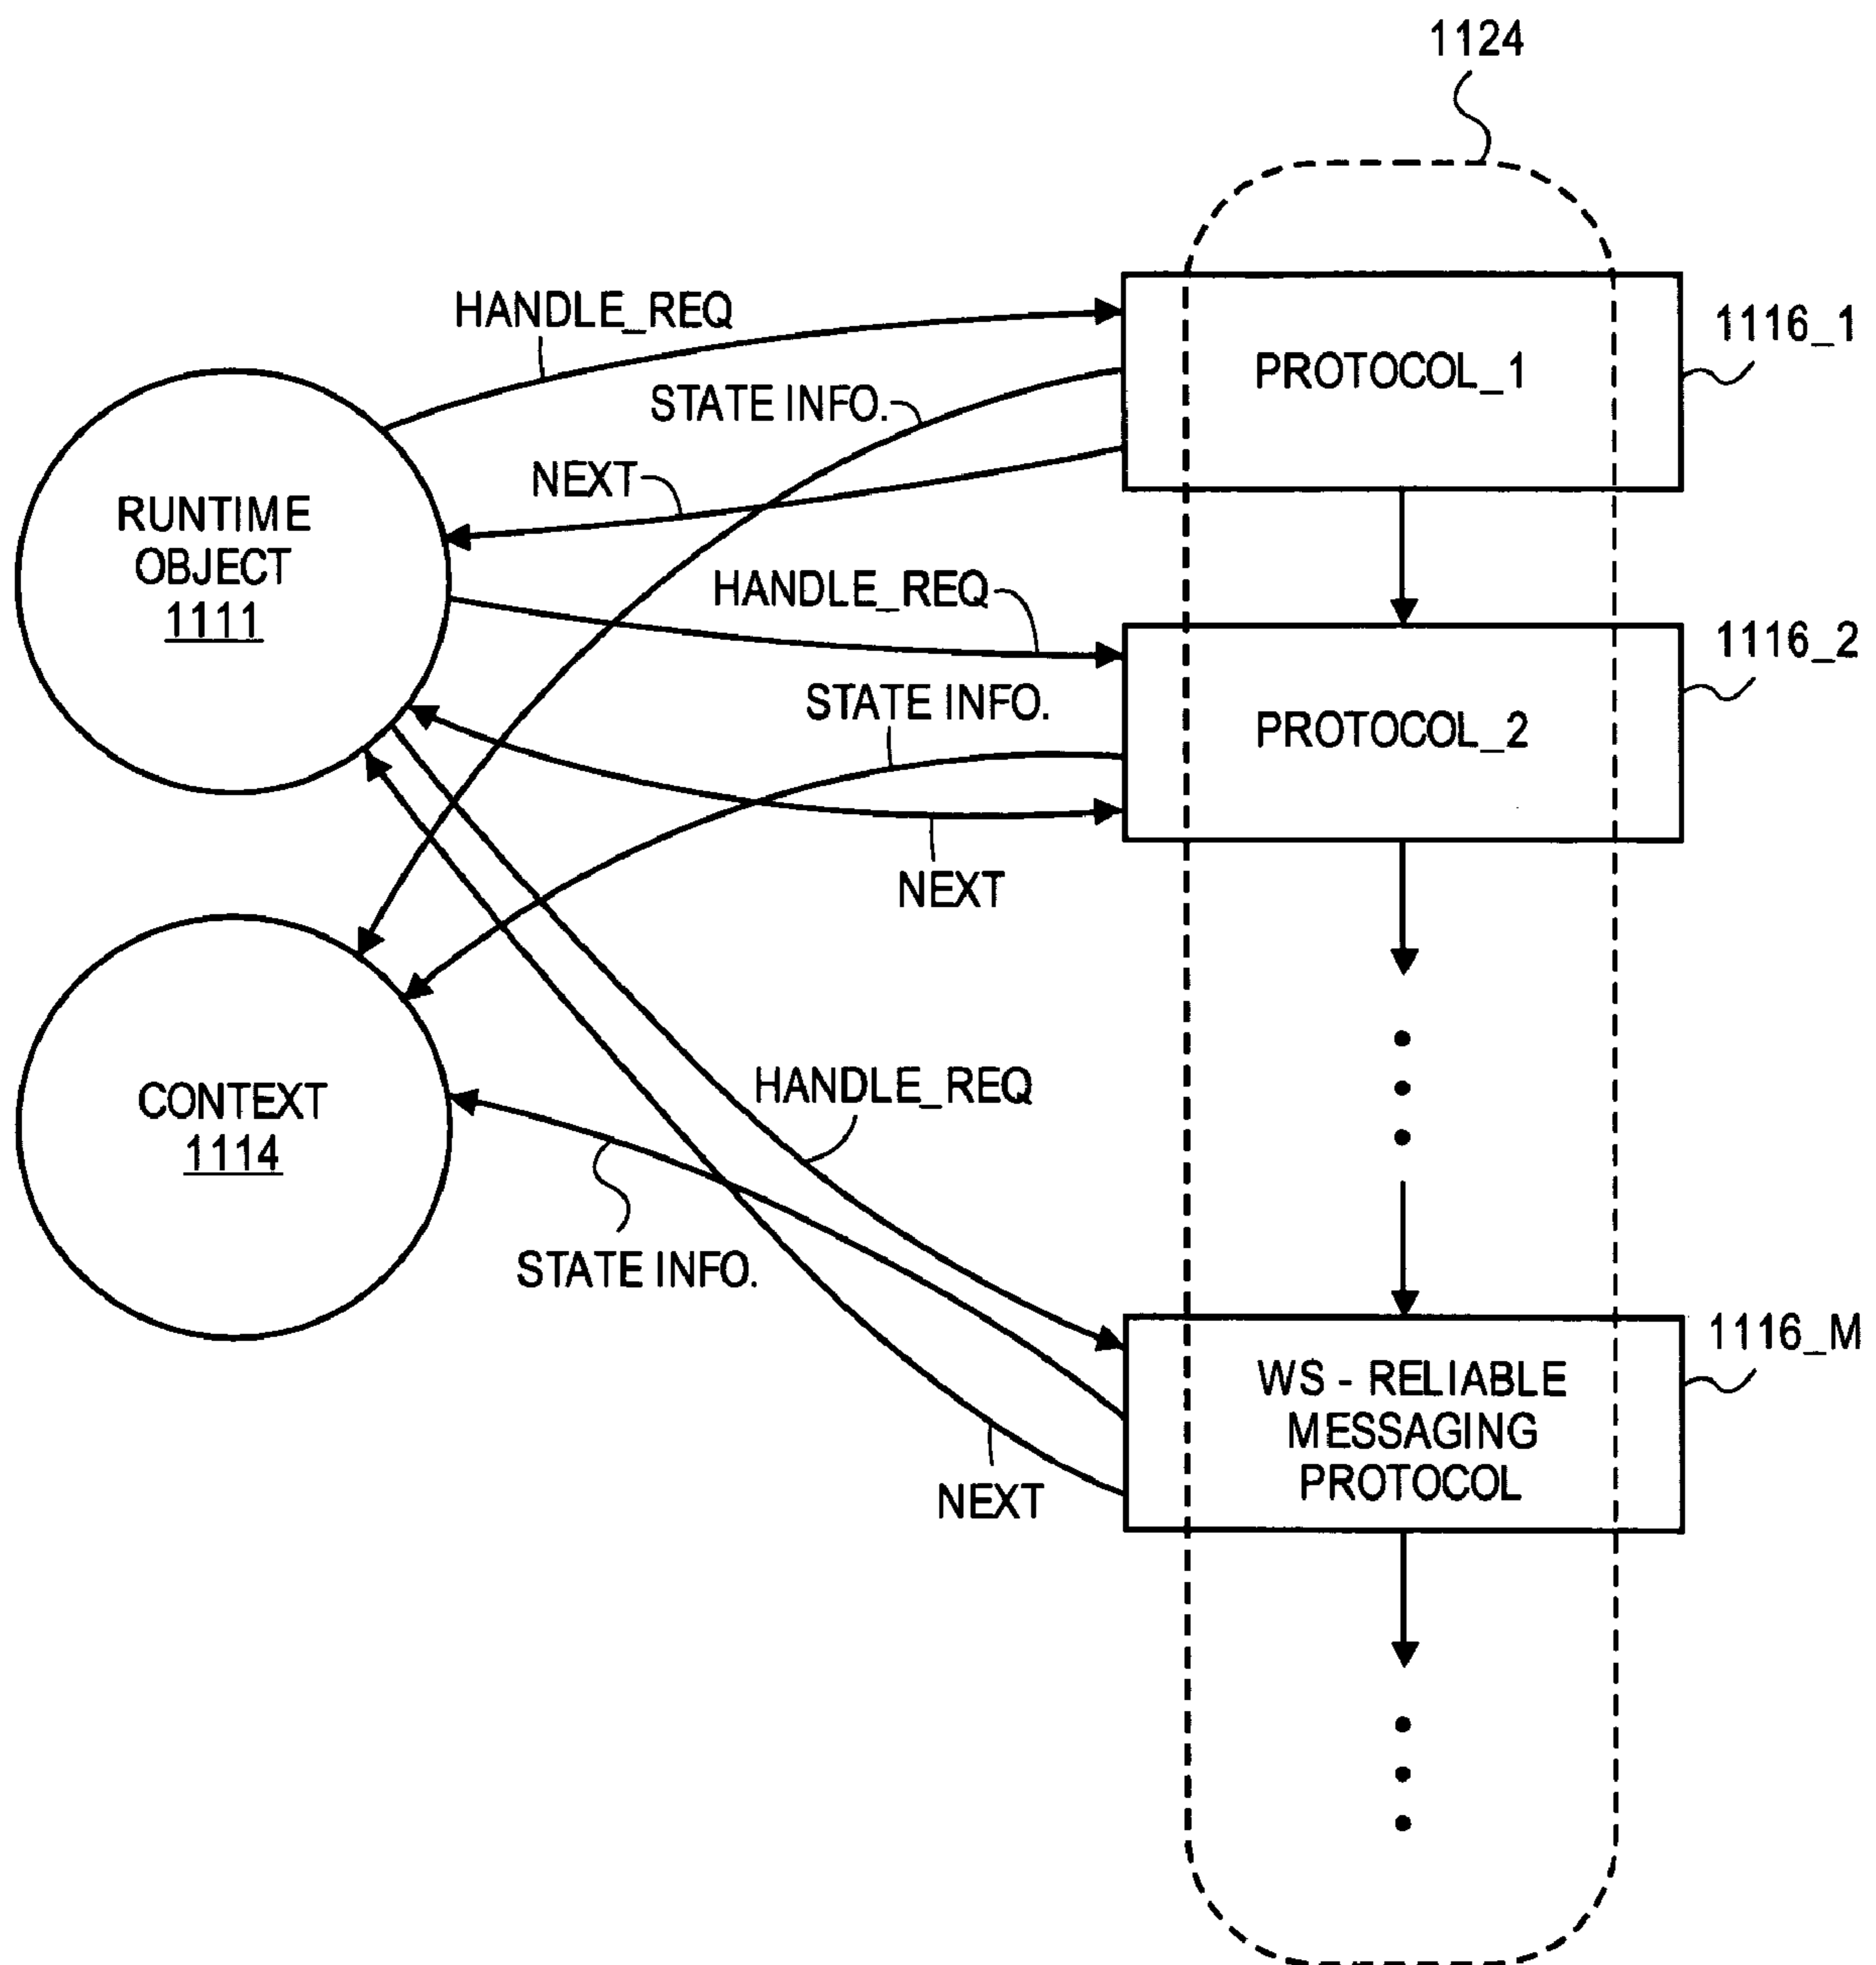 1124
HANDLE_REQ
1116_1
PROTOCOL_1
STATE INFO.
NEXT
RUNTIME
OBJECT
1111
HANDLE_REQ
1116_2
STATE INFO.
PROTOCOL_2
NEXT
HANDLE_REQ
CONTEXT
1114
STATE INFO.
1116_M
WS - RELIABLE
MESSAGING
PROTOCOL
NEXT